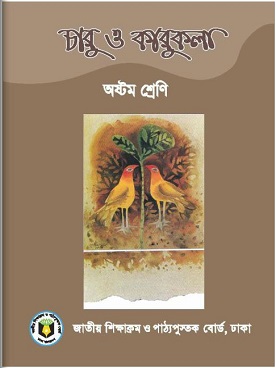 চারু ও কারুকলা
অষ্টম শ্রেণি
জাতীয় শিক্ষাক্রম ও পাঠ্যপুস্তক বোর্ড, ঢাকা